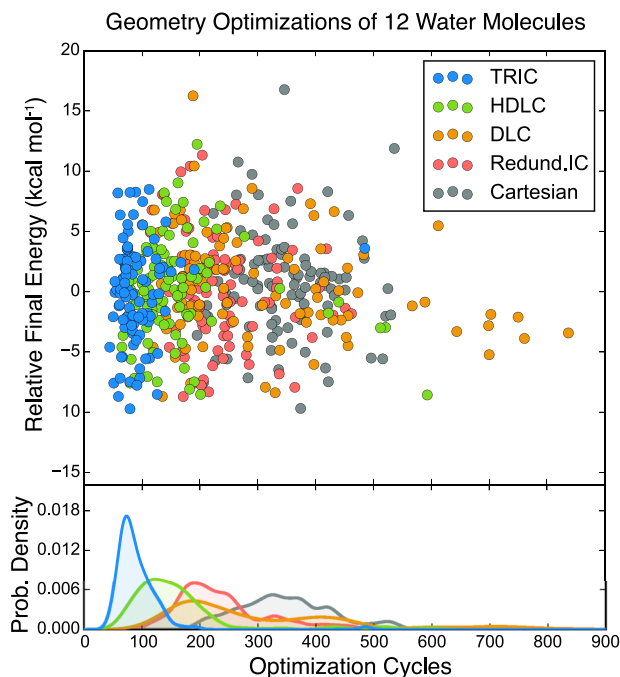 Geometry Optimizations of 12 Water Molecules
20
15
10
5
0
−5
10
−15
Relative Final Energy (kcal mol⁻¹)
TRIC
HDLC
DLC
Redund.IC
Cartesian
0.018
0.012
0.006
0.000
Prob. Density
0 100 200 300 400 500 600 700 800 900
Optimization Cycles